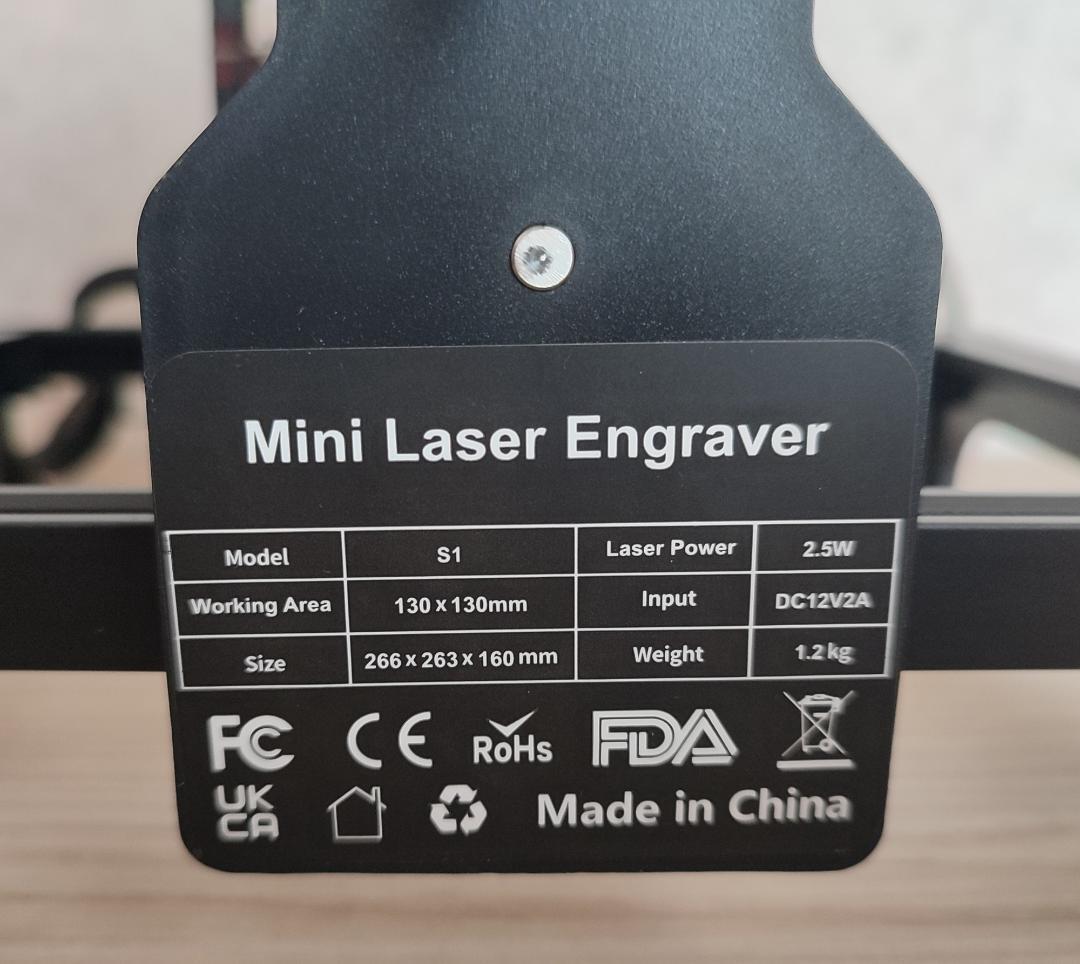 Mini Laser Engraver
Model S1 Laser Power 2.5W
Working Area 130 x 130mm Input DC12V2A
Size 266 x 263 x 160 mm Weight 1.2 kg
FC CE RoHS FDA
UK
CA Made in China